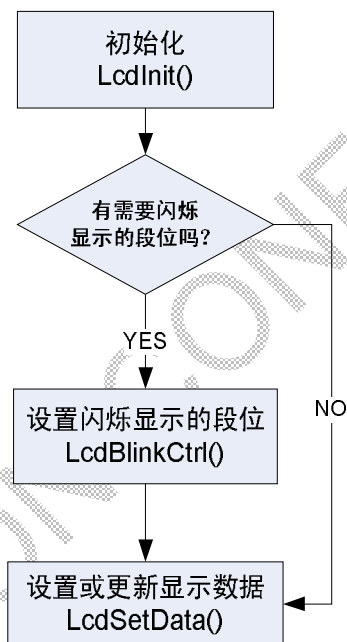 初始化
LcdInit()
有需要闪烁
显示的段位吗?
YES
设置闪烁显示的段位
LcdBlinkCtrl()
NO
设置或更新显示数据
LcdSetData()